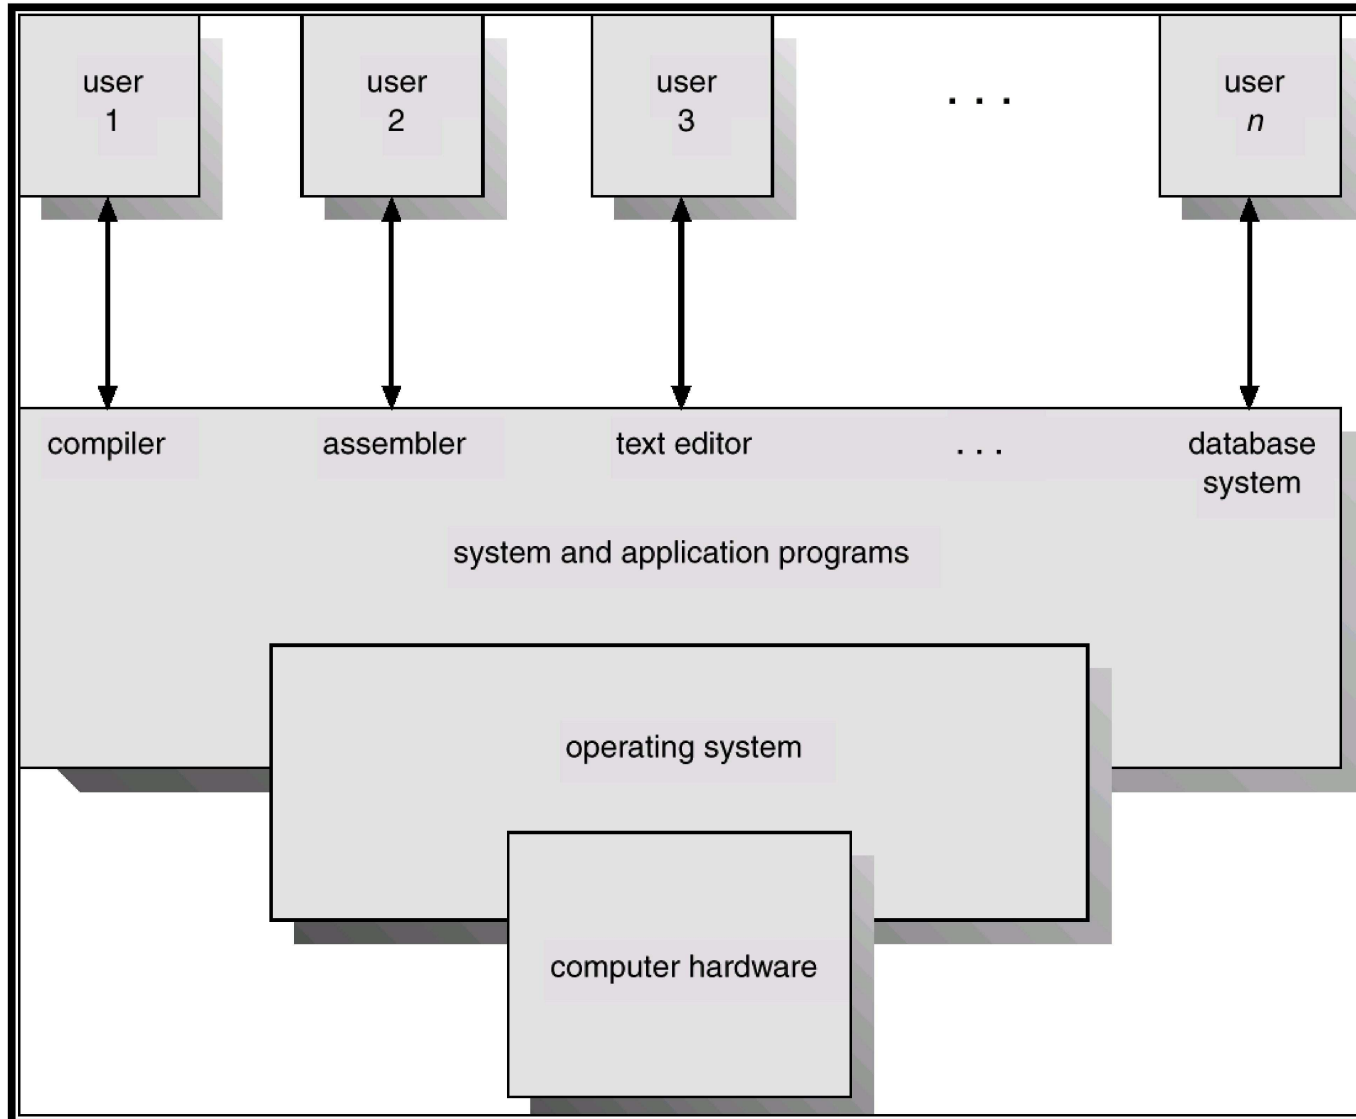 user
1
user
2
user
3
. . .
user
n
compiler
assembler
text editor
. . .
database
system
system and application programs
operating system
computer hardware